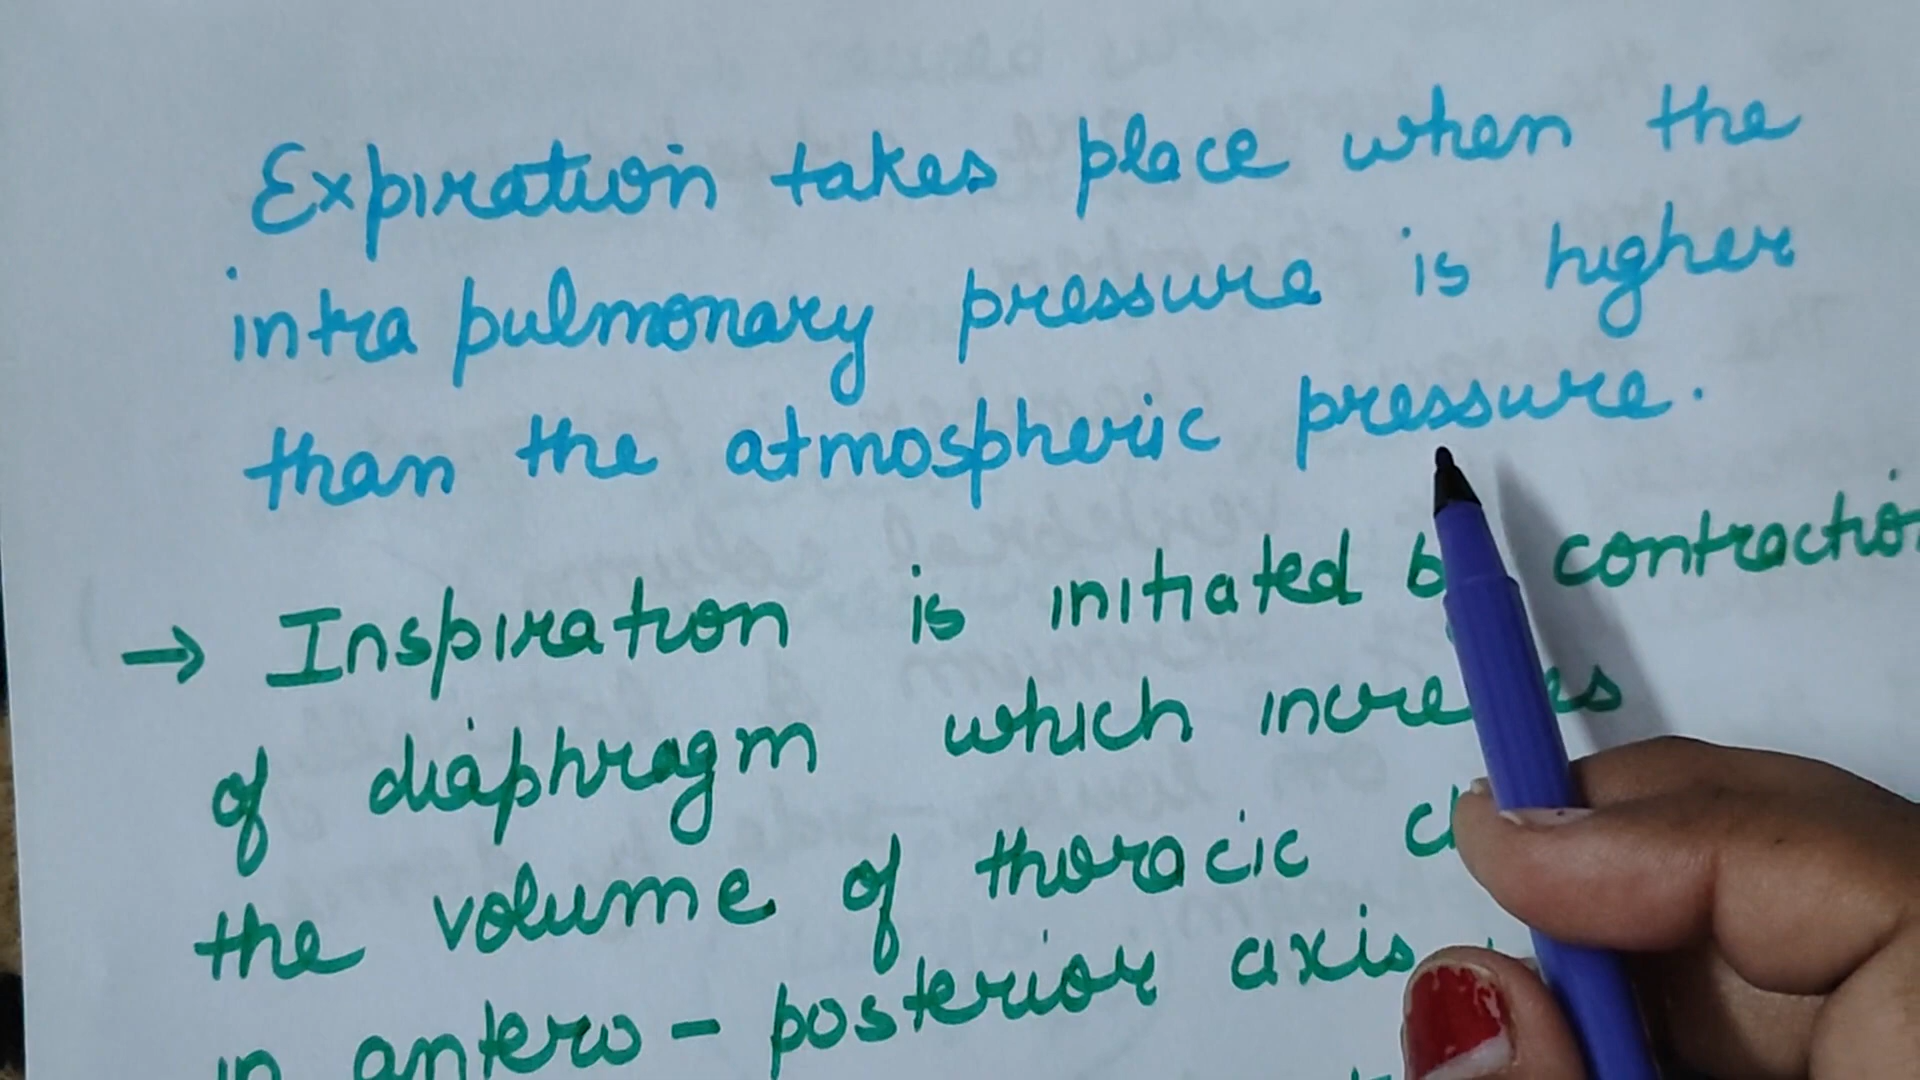 Expiration takes place when the
intra pulmonary pressure is higher
than the atmospheric pressure.
→ Inspiration is initiated contraction
of diaphragm which increases
the volume of thoracic
in antero - posterior axis.